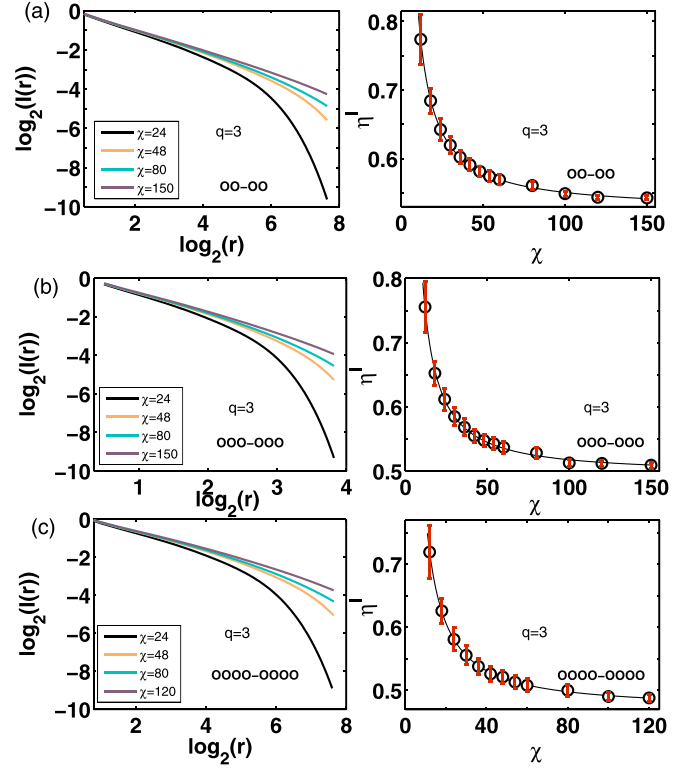 (a)
log2(I(r))
0
−2
−4
−6
−8
−10
χ=24
χ=48
χ=80
χ=150
q=3
OO−OO
0 2 4 6 8
log2(r)
ηI
0.8
0.7
0.6
q=3
OO−OO
0 50 100 150
χ
(b)
log2(I(r))
0
−2
−4
−6
−8
−10
χ=24
χ=48
χ=80
χ=150
q=3
OOO−OOO
1 2 3 4
log2(r)
ηI
0.8
0.7
0.6
0.5
q=3
OOO−OOO
0 50 100 150
χ
(c)
log2(I(r))
0
−2
−4
−6
−8
−10
χ=24
χ=48
χ=80
χ=120
q=3
OOOO−OOOO
2 4 6 8
log2(r)
ηI
0.7
0.6
0.5
q=3
OOOO−OOOO
0 40 80 120
χ